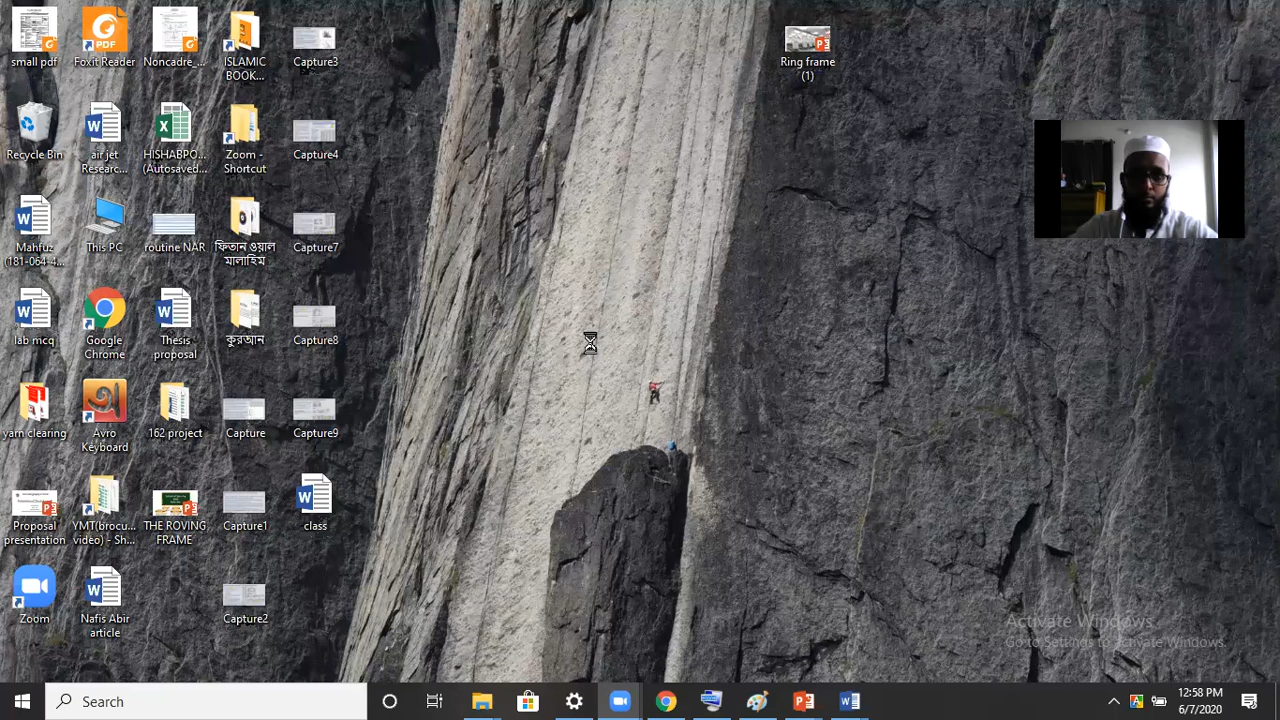 small pdf
Foxit Reader
Noncadre_...
ISLAMIC
BOOK...
Capture3
Ring frame
(1)
Recycle Bin
air jet
Researc...
HISHABPO...
(Autosaved...
Zoom -
Shortcut
Capture4
Mahfuz
(181-064-4...
This PC
routine NAR
ফিতান ওয়াল
মালাহিম
Capture7
lab mcq
Google
Chrome
Thesis
proposal
কুরআন
Capture8
yarn clearing
Avro
Keyboard
162 project
Capture
Capture9
Proposal
presentation
YMT(brocu...
video) - Sh...
THE ROVING
FRAME
Capture1
class
Zoom
Nafis Abir
article
Capture2
Activate Windows
Go to Settings to activate Windows.
Search
12:58 PM
6/7/2020